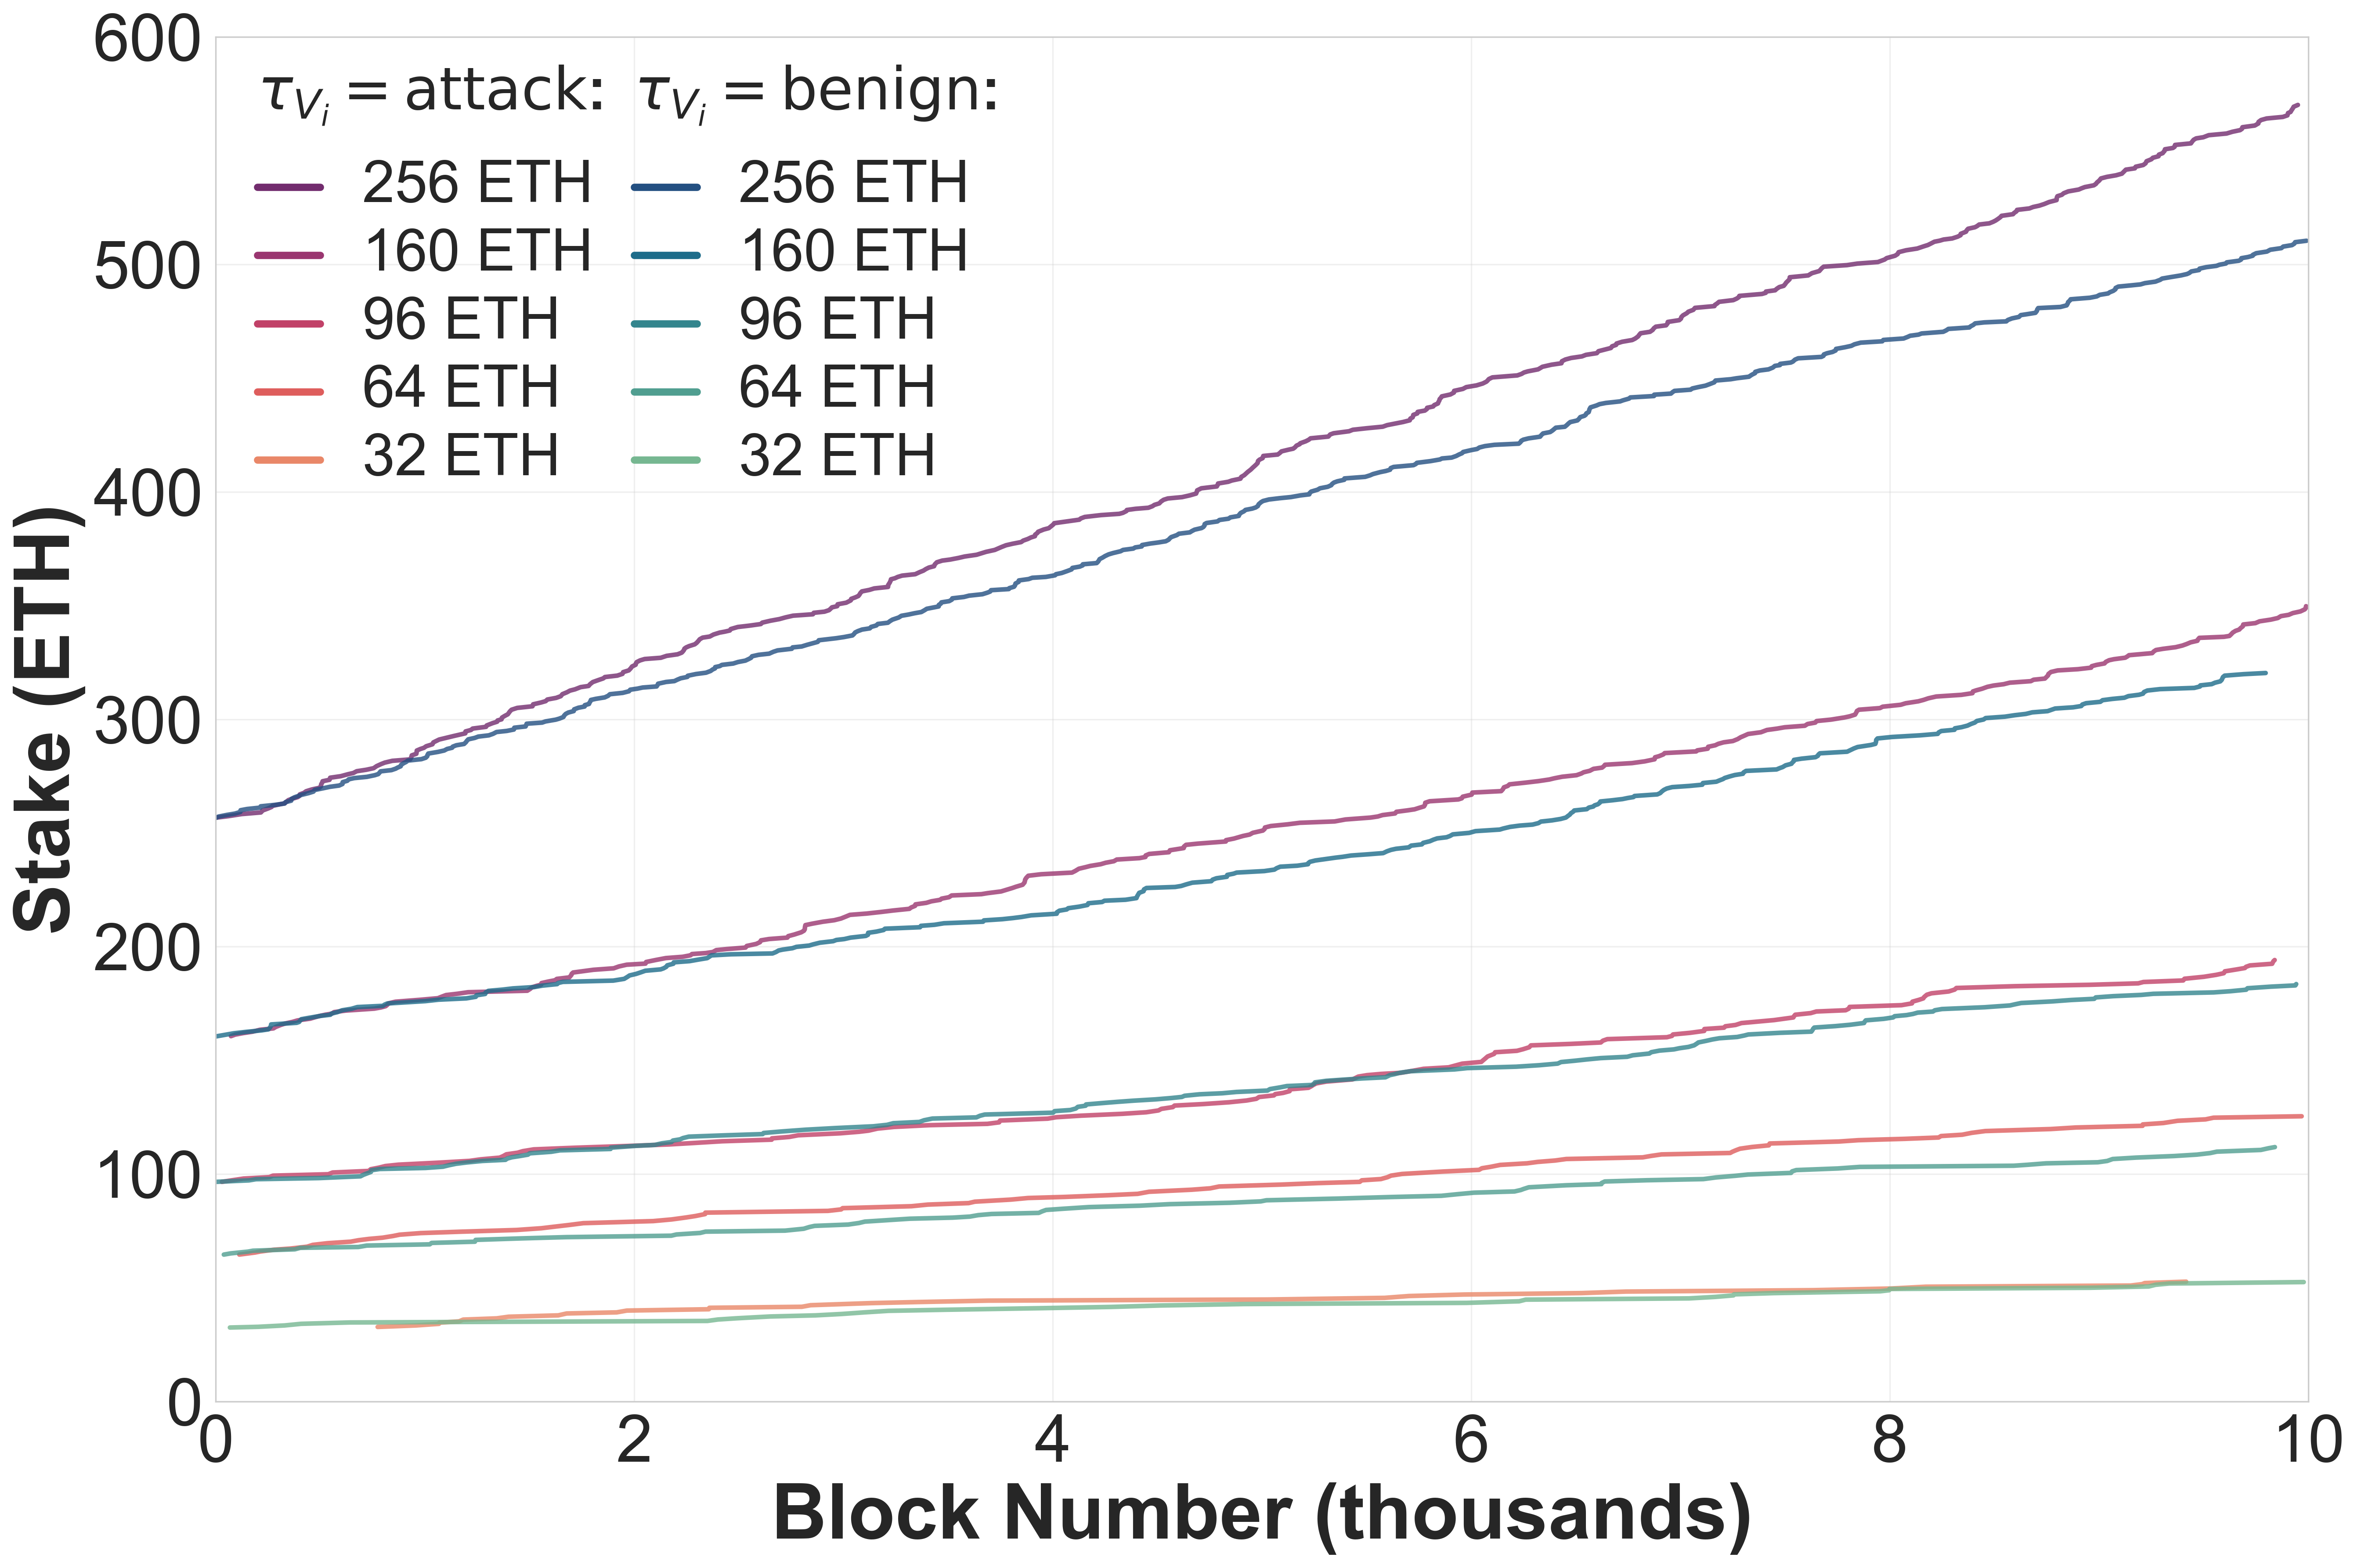 600
500
400
300
200
100
0
Stake (ETH)
τ_{V_i} = attack: τ_{V_i} = benign:
256 ETH 256 ETH
160 ETH 160 ETH
96 ETH 96 ETH
64 ETH 64 ETH
32 ETH 32 ETH
0 2 4 6 8 10
Block Number (thousands)